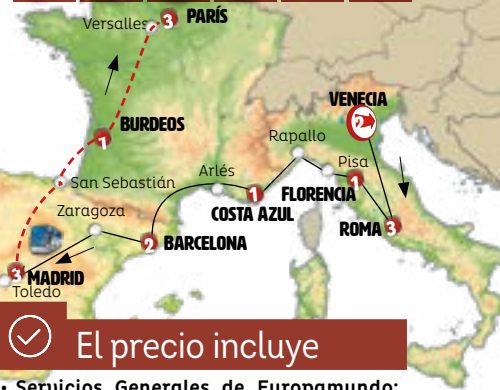 Versalles
3 PARÍS
VENECIA
2
1 BURDEOS
Rapallo
Pisa
Arlés
San Sebastián
1
FLORENCIA 1
Zaragoza
COSTA AZUL
ROMA 3
2 BARCELONA
3 MADRID
Toledo
El precio incluye
• Servicios Generales de Europamundo: